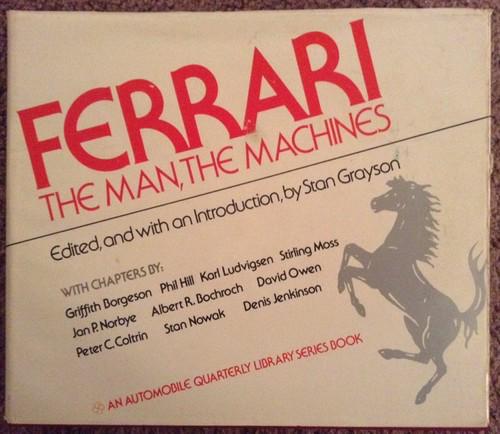 FERRARI
THE MAN, THE MACHINES
Edited, and with an Introduction, by Stan Grayson
WITH CHAPTERS BY:
Griffith Borgeson Phil Hill Karl Ludvigsen Stirling Moss
Jan P. Norbye Albert R. Bochroch David Owen
Peter C. Coltrin Stan Nowak Denis Jenkinson
AN AUTOMOBILE QUARTERLY LIBRARY SERIES BOOK